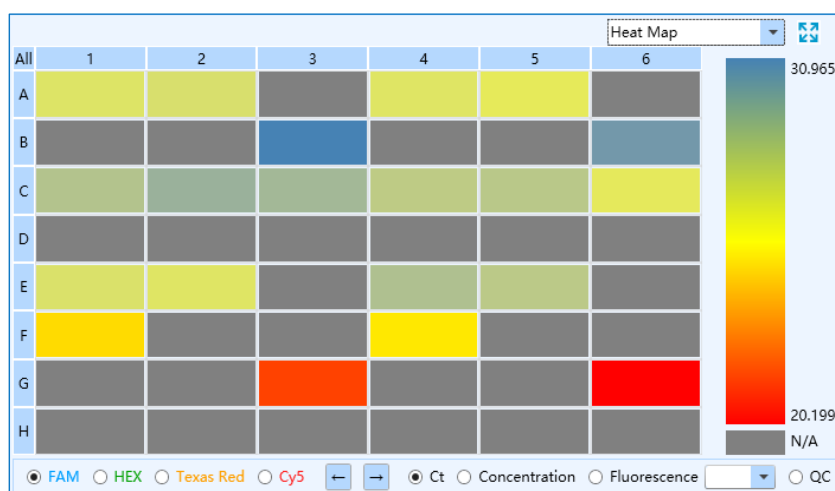 Heat Map
All 1 2 3 4 5 6
30.965
A
B
C
D
E
F
G
H
20.199
N/A
FAM HEX Texas Red Cy5 ← → Ct Concentration Fluorescence QC